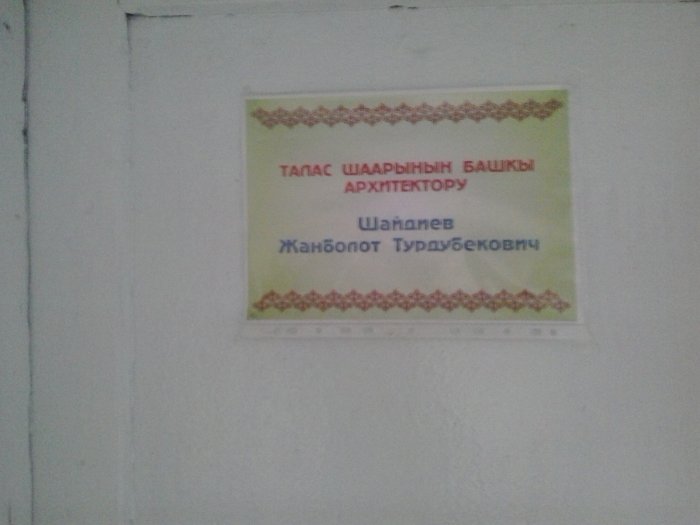 ТАЛАС ШААРЫНЫН БАШКЫ
АРХИТЕКТОРУ
Шайдиев
Жанболот Турдубекович